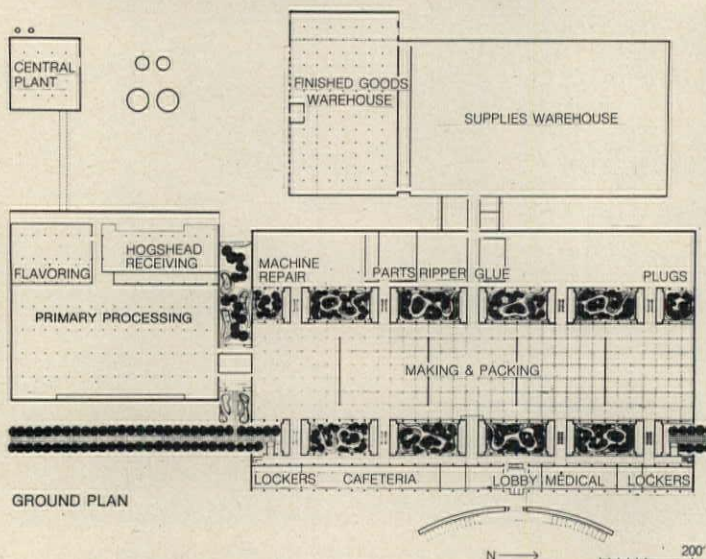 CENTRAL
PLANT
FINISHED GOODS
WAREHOUSE
SUPPLIES WAREHOUSE
FLAVORING
HOGSHEAD
RECEIVING
MACHINE
REPAIR
PARTS RIPPER GLUE
PLUGS
PRIMARY PROCESSING
MAKING & PACKING
LOCKERS
CAFETERIA
LOBBY
MEDICAL
LOCKERS
GROUND PLAN
N
200'